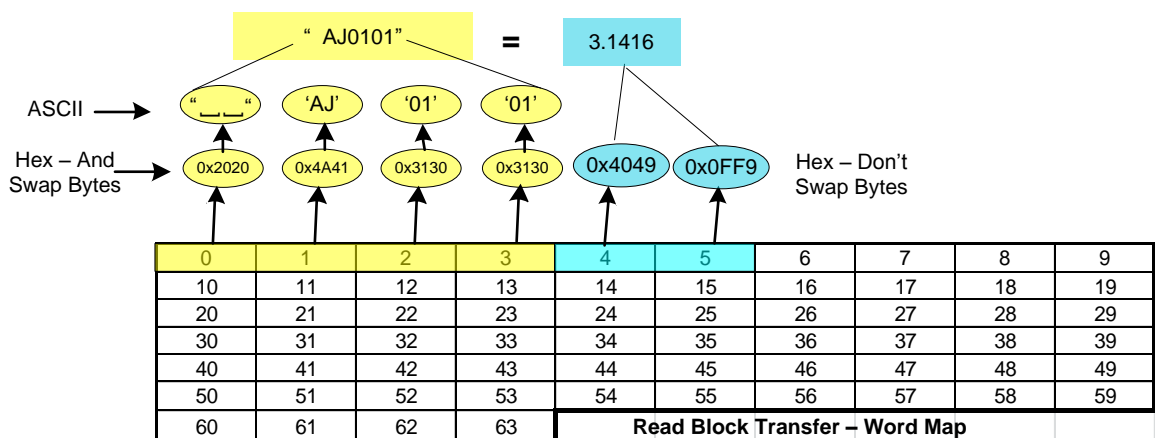 “ AJ0101” = 3.1416
ASCII “⎵⎵“ ‘AJ’ ‘01’ ‘01’
Hex – And Swap Bytes 0x2020 0x4A41 0x3130 0x3130 0x4049 0x0FF9 Hex – Don’t Swap Bytes
0 1 2 3 4 5 6 7 8 9
10 11 12 13 14 15 16 17 18 19
20 21 22 23 24 25 26 27 28 29
30 31 32 33 34 35 36 37 38 39
40 41 42 43 44 45 46 47 48 49
50 51 52 53 54 55 56 57 58 59
60 61 62 63 Read Block Transfer – Word Map